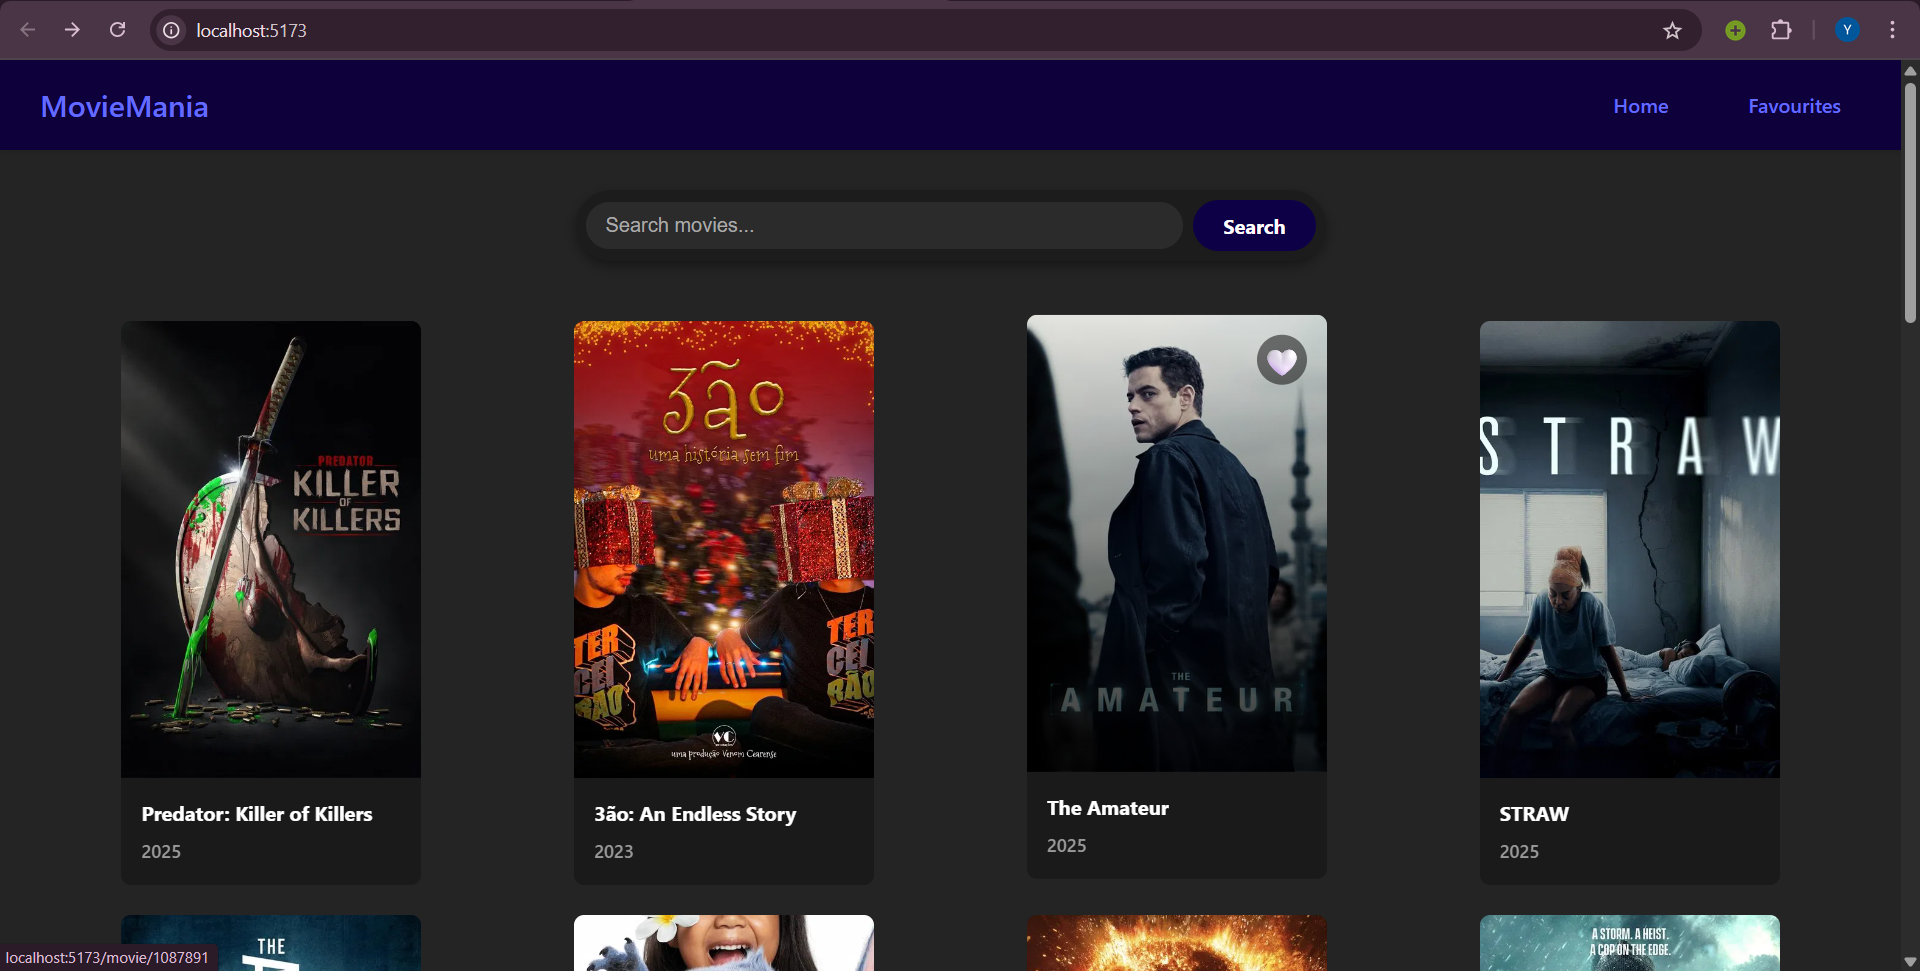 localhost:5173
Y
MovieMania
Home
Favourites
Search movies...
Search
PREDATOR
KILLER
OF
KILLERS
3ão
uma história sem fim
TER
CEI
RÃO
TER
CEI
RÃO
VC
uma produção Venom Cearense
THE
AMATEUR
STRAW
Predator: Killer of Killers
2025
3ão: An Endless Story
2023
The Amateur
2025
STRAW
2025
THE
A STORM. A HEIST.
A COP ON THE EDGE.
localhost:5173/movie/1087891